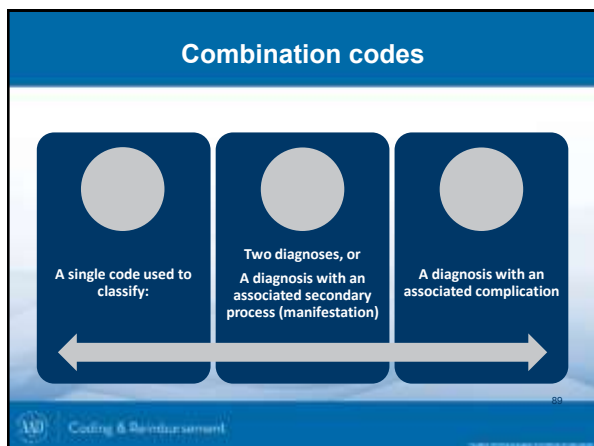 Combination codes
A single code used to
classify:
Two diagnoses, or
A diagnosis with an
associated secondary
process (manifestation)
A diagnosis with an
associated complication
89
Coding & Reimbursement